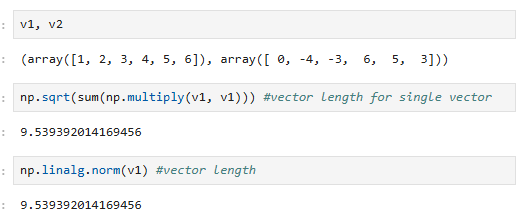 : v1, v2
: (array([1, 2, 3, 4, 5, 6]), array([ 0, -4, -3,  6,  5,  3]))
: np.sqrt(sum(np.multiply(v1, v1))) #vector length for single vector
: 9.539392014169456
: np.linalg.norm(v1) #vector length
: 9.539392014169456